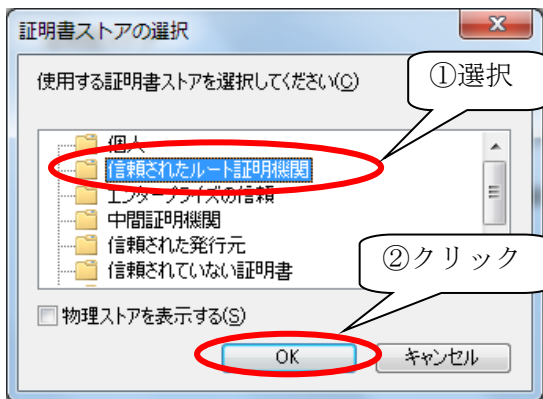 証明書ストアの選択
①選択
使用する証明書ストアを選択してください(C)
個人
信頼されたルート証明機関
エンタープライズの信頼
中間証明機関
信頼された発行元
信頼されていない証明書
②クリック
物理ストアを表示する(S)
OK
キャンセル